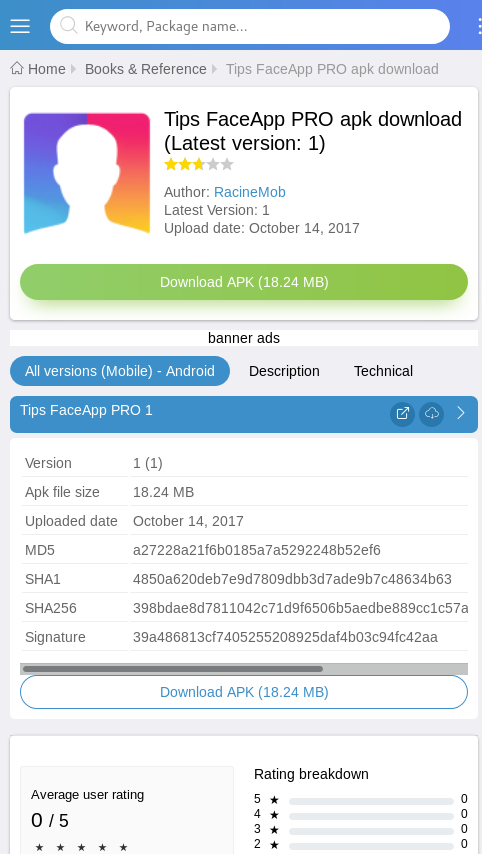 Keyword, Package name...
Home Books & Reference Tips FaceApp PRO apk download
Tips FaceApp PRO apk download
(Latest version: 1)
Author: RacineMob
Latest Version: 1
Upload date: October 14, 2017
Download APK (18.24 MB)
banner ads
All versions (Mobile) - Android Description Technical
Tips FaceApp PRO 1
Version 1 (1)
Apk file size 18.24 MB
Uploaded date October 14, 2017
MD5 a27228a21f6b0185a7a5292248b52ef6
SHA1 4850a620deb7e9d7809dbb3d7ade9b7c48634b63
SHA256 398bdae8d7811042c71d9f6506b5aedbe889cc1c57a
Signature 39a486813cf7405255208925daf4b03c94fc42aa
Download APK (18.24 MB)
Average user rating
0 / 5
Rating breakdown
5 ★ 0
4 ★ 0
3 ★ 0
2 ★ 0